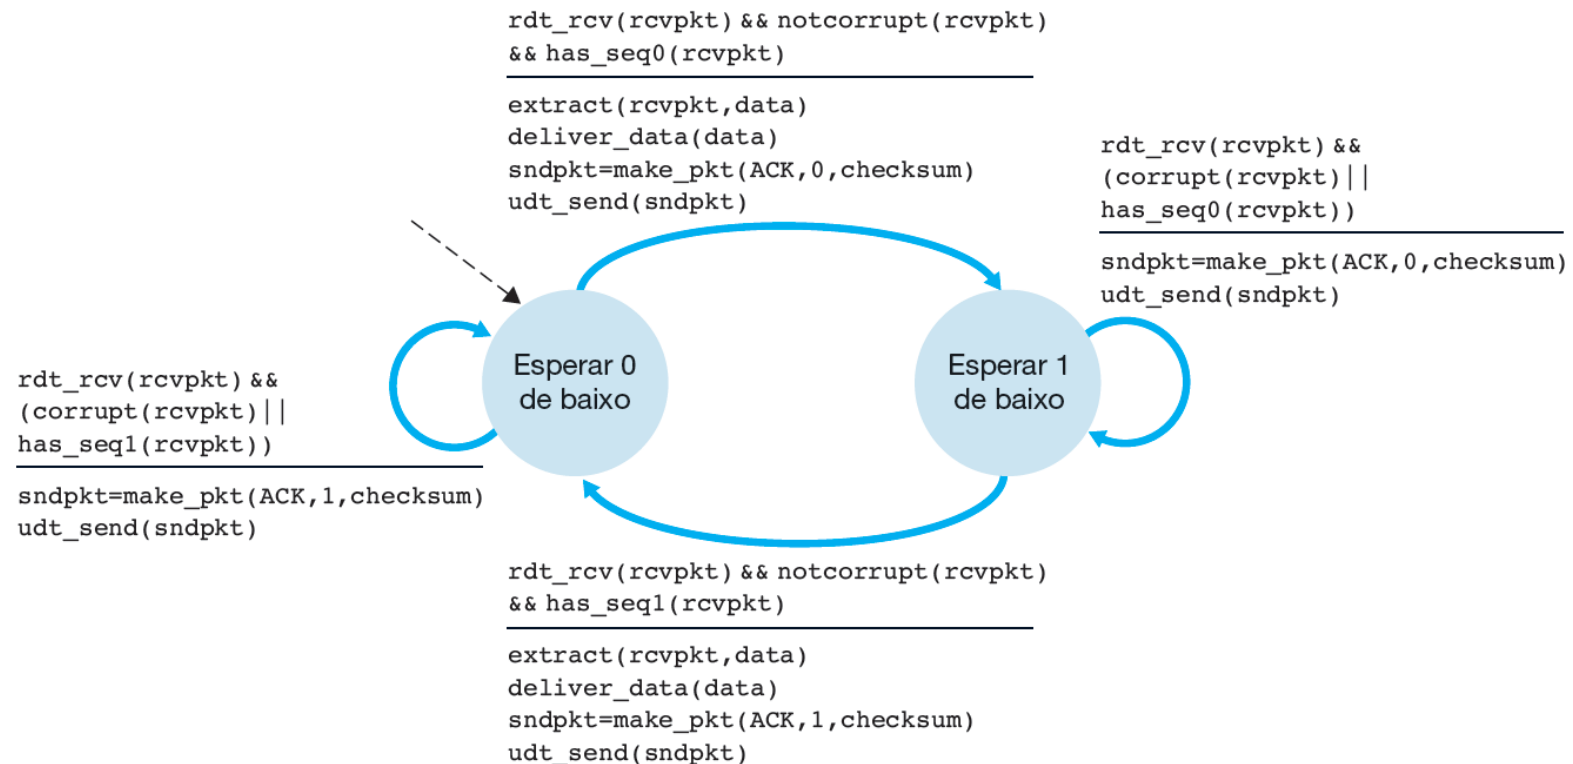 rdt_rcv(rcvpkt) && notcorrupt(rcvpkt)
&& has_seq0(rcvpkt)
extract(rcvpkt,data)
deliver_data(data)
sndpkt=make_pkt(ACK,0,checksum)
udt_send(sndpkt)
rdt_rcv(rcvpkt) &&
(corrupt(rcvpkt)||
has_seq0(rcvpkt))
sndpkt=make_pkt(ACK,0,checksum)
udt_send(sndpkt)
Esperar 0
de baixo
Esperar 1
de baixo
rdt_rcv(rcvpkt) &&
(corrupt(rcvpkt)||
has_seq1(rcvpkt))
sndpkt=make_pkt(ACK,1,checksum)
udt_send(sndpkt)
rdt_rcv(rcvpkt) && notcorrupt(rcvpkt)
&& has_seq1(rcvpkt)
extract(rcvpkt,data)
deliver_data(data)
sndpkt=make_pkt(ACK,1,checksum)
udt_send(sndpkt)